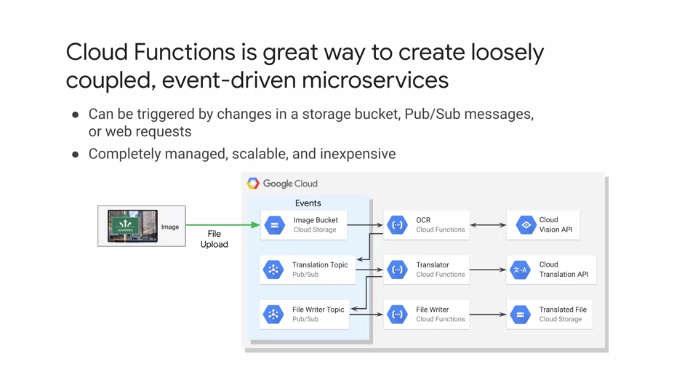 Cloud Functions is great way to create loosely
coupled, event-driven microservices
● Can be triggered by changes in a storage bucket, Pub/Sub messages,
or web requests
● Completely managed, scalable, and inexpensive
Google Cloud
Events
Image
File
Upload
Image Bucket
Cloud Storage
OCR
Cloud Functions
Cloud
Vision API
Translation Topic
Pub/Sub
Translator
Cloud Functions
Cloud
Translation API
File Writer Topic
Pub/Sub
File Writer
Cloud Functions
Translated File
Cloud Storage